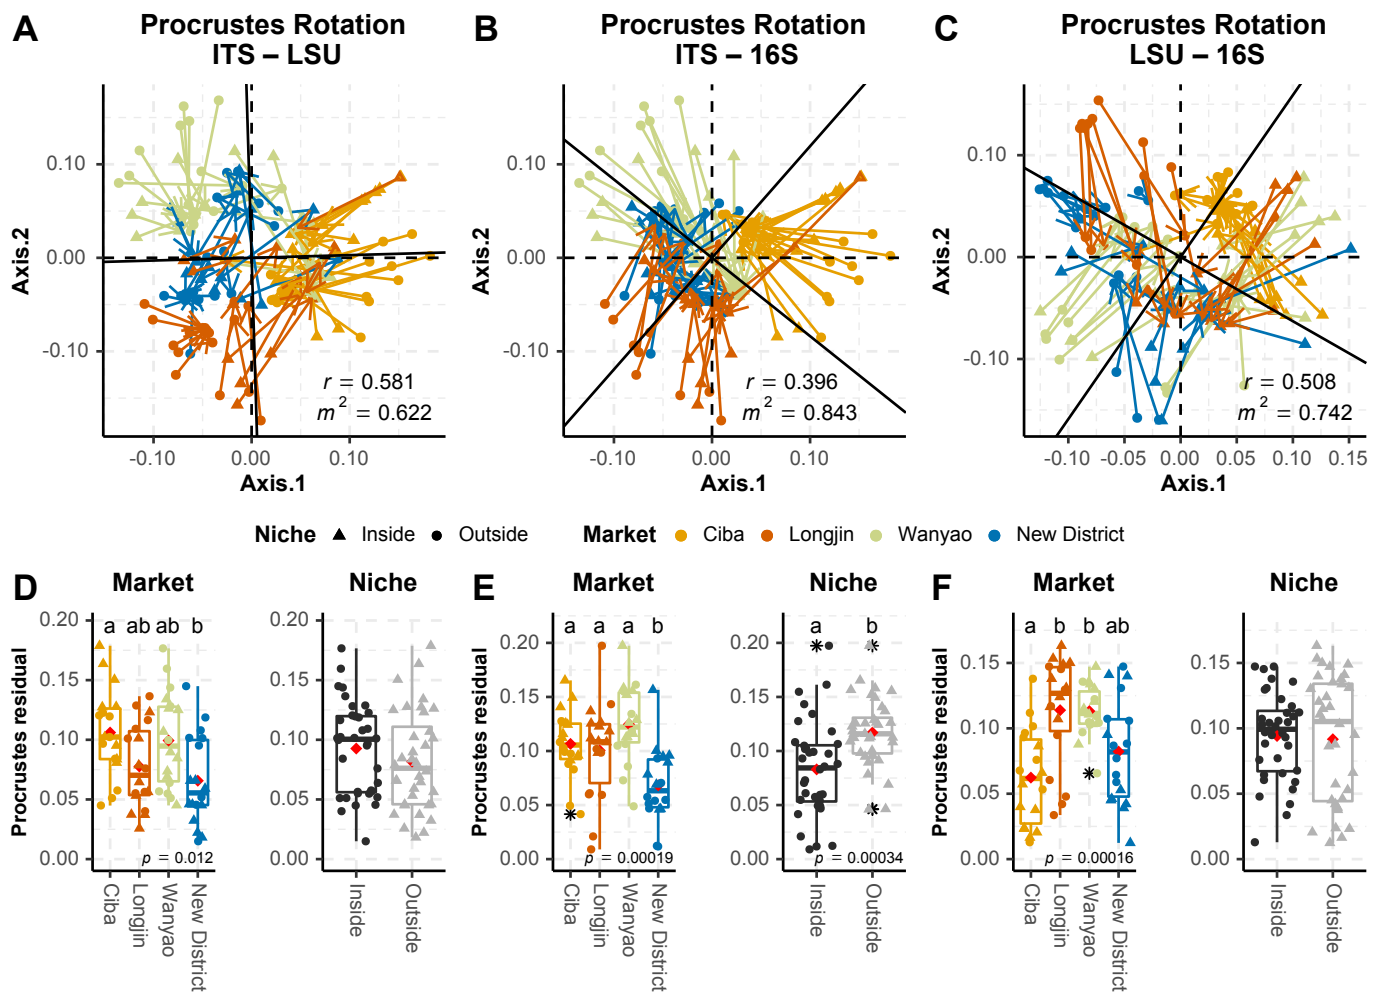 A
Procrustes Rotation
ITS – LSU
Axis.2
0.10
0.00
-0.10
r = 0.581
m² = 0.622
-0.10 0.00 0.10
Axis.1
B
Procrustes Rotation
ITS – 16S
Axis.2
0.10
0.00
-0.10
r = 0.396
m² = 0.843
-0.10 0.00 0.10
Axis.1
C
Procrustes Rotation
LSU – 16S
Axis.2
0.10
0.00
-0.10
r = 0.508
m² = 0.742
-0.10 -0.05 0.00 0.05 0.10 0.15
Axis.1
Niche Inside Outside Market Ciba Longjin Wanyao New District
D
Market
Procrustes residual
0.20
0.15
0.10
0.05
0.00
a ab ab b
p = 0.012
Ciba
Longjin
Wanyao
New District
Niche
0.20
0.15
0.10
0.05
0.00
Inside
Outside
E
Market
Procrustes residual
0.20
0.15
0.10
0.05
0.00
a a a b
p = 0.00019
Ciba
Longjin
Wanyao
New District
Niche
0.20
0.15
0.10
0.05
0.00
a b
p = 0.00034
Inside
Outside
F
Market
Procrustes residual
0.15
0.10
0.05
0.00
a b b ab
p = 0.00016
Ciba
Longjin
Wanyao
New District
Niche
0.15
0.10
0.05
0.00
Inside
Outside